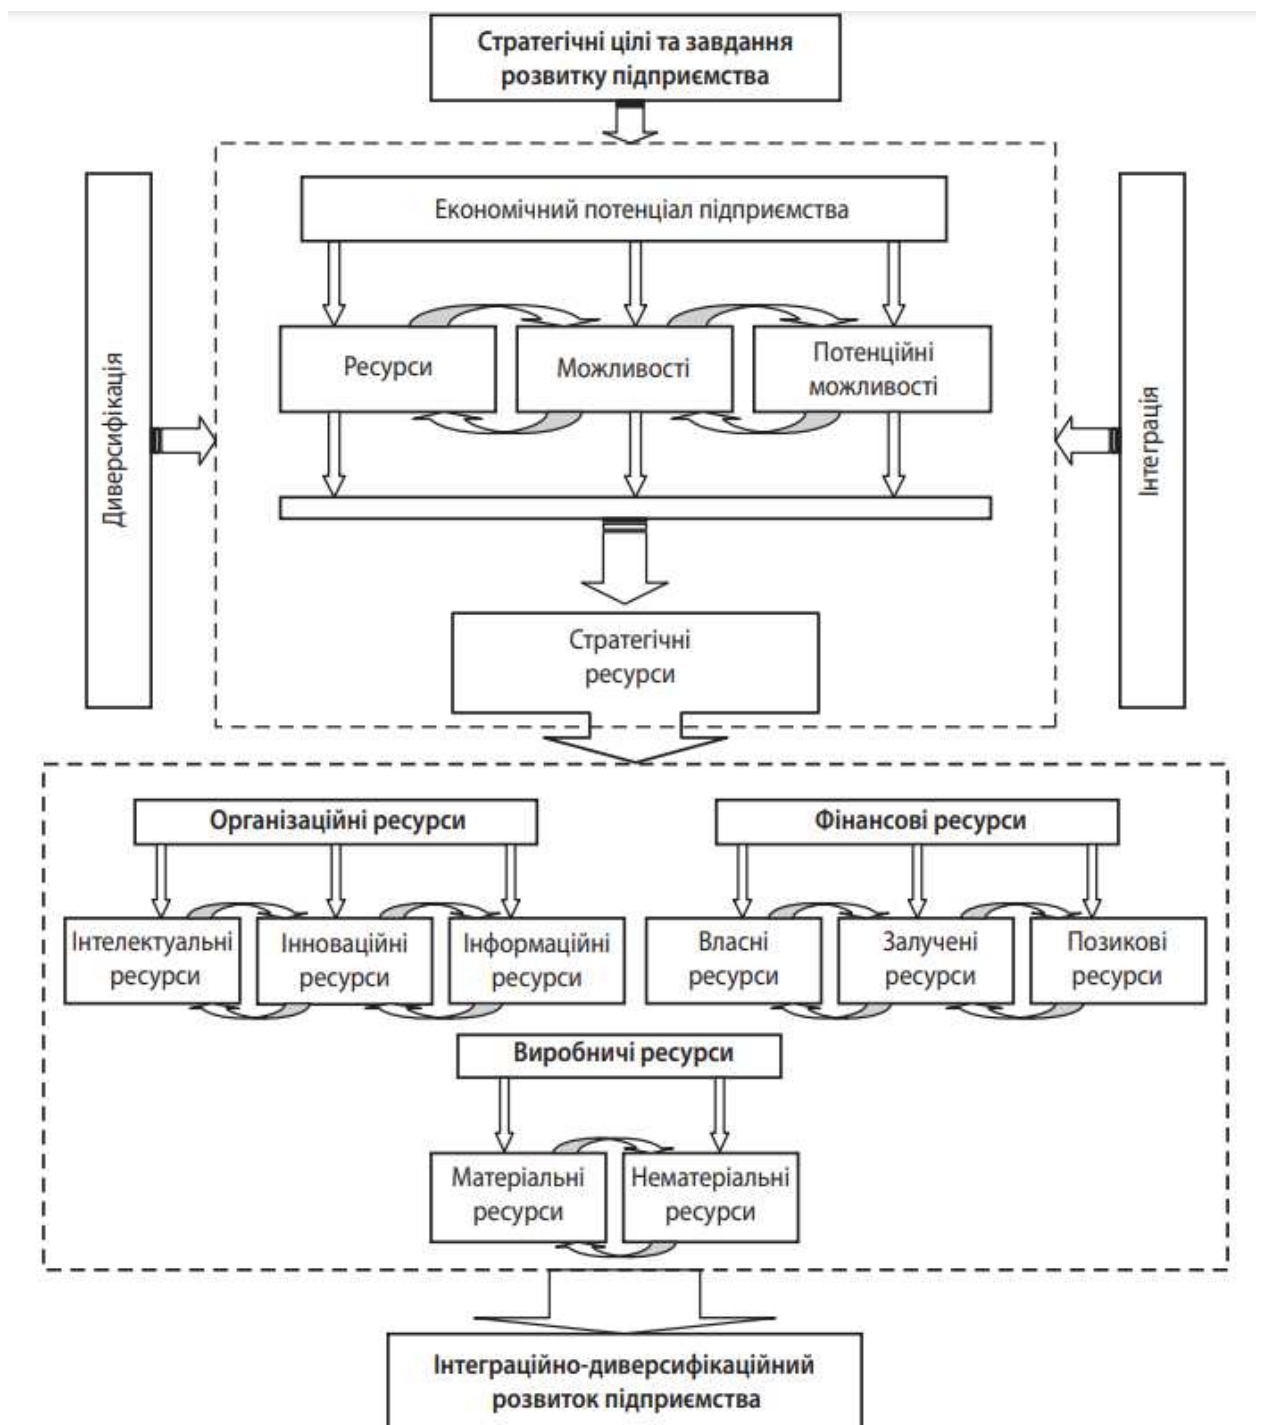 Стратегічні цілі та завдання
розвитку підприємства
Економічний потенціал підприємства
Диверсифікація
Ресурси
Можливості
Потенційні
можливості
Інтеграція
Стратегічні
ресурси
Організаційні ресурси
Фінансові ресурси
Інтелектуальні
ресурси
Інноваційні
ресурси
Інформаційні
ресурси
Власні
ресурси
Залучені
ресурси
Позикові
ресурси
Виробничі ресурси
Матеріальні
ресурси
Нематеріальні
ресурси
Інтеграційно-диверсифікаційний
розвиток підприємства